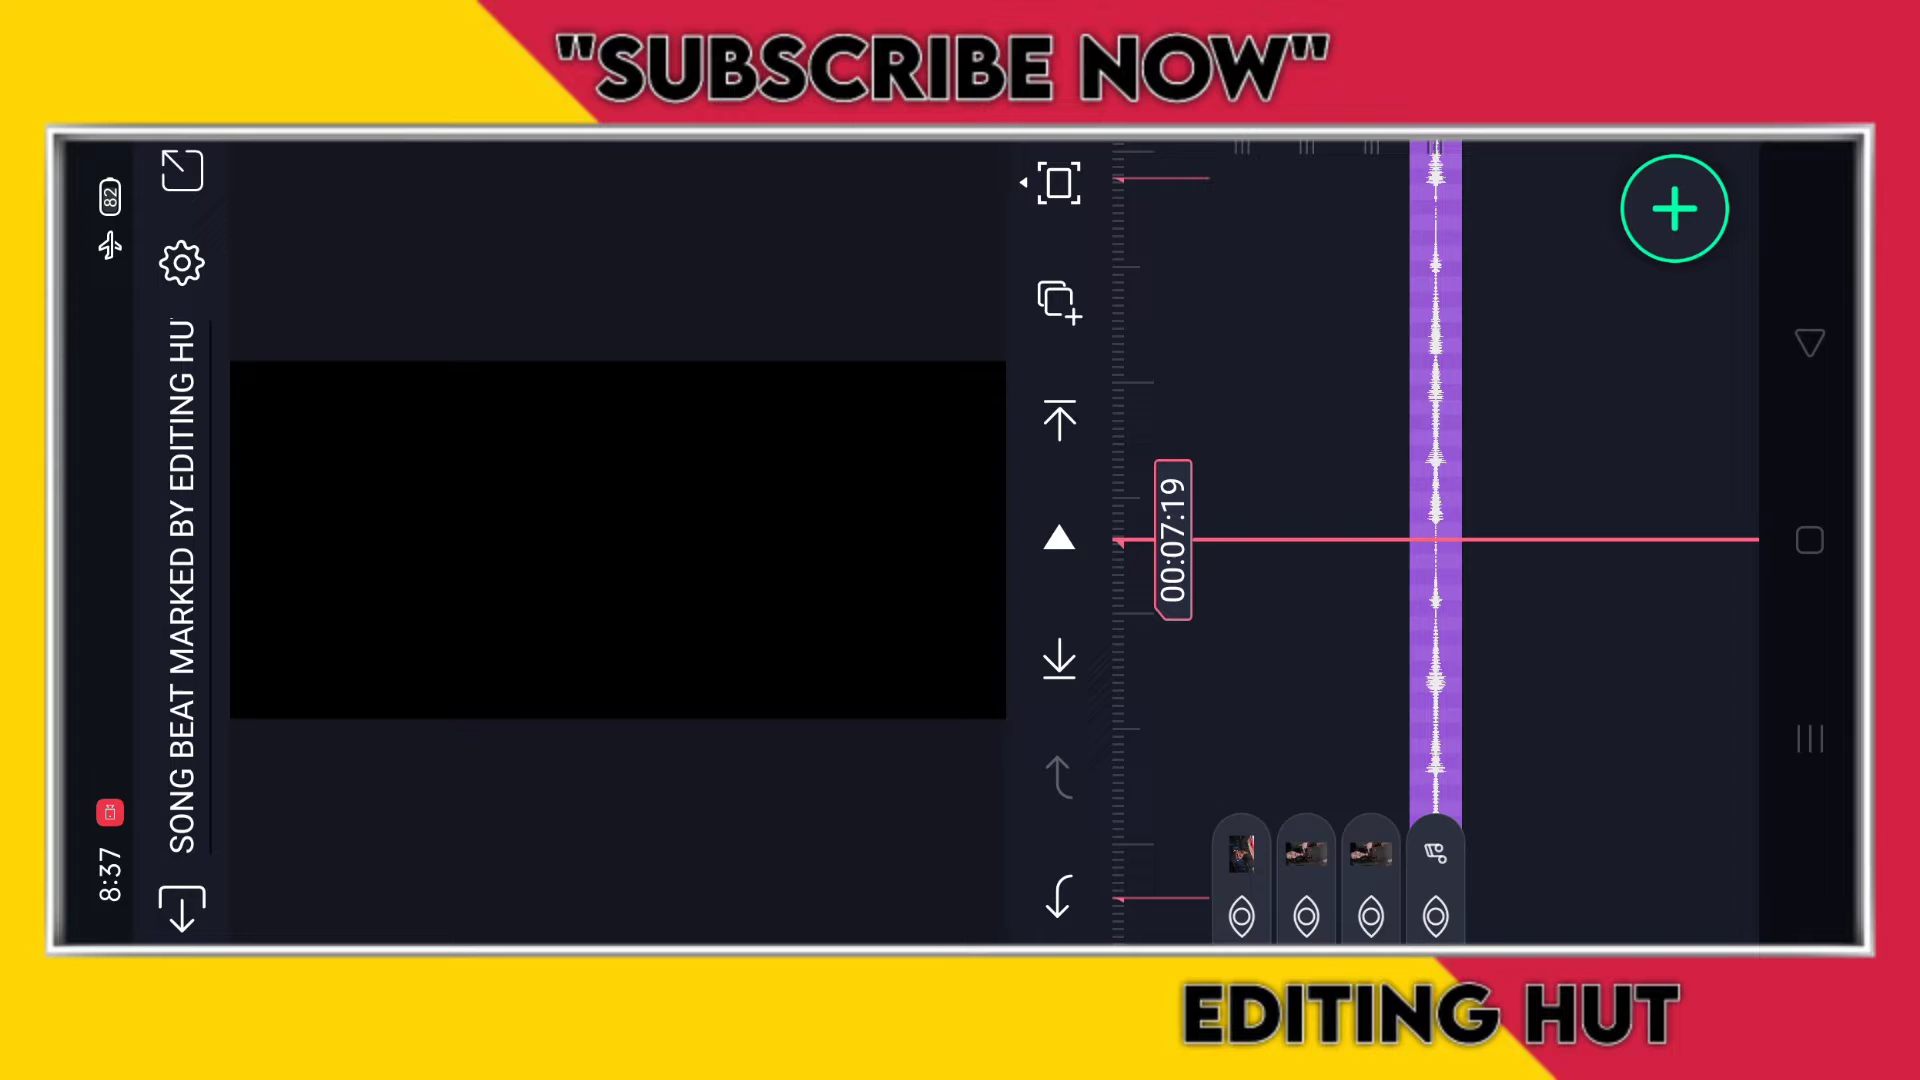 "SUBSCRIBE NOW"
8:37
82
SONG BEAT MARKED BY EDITING HU
00:07:19
EDITING HUT